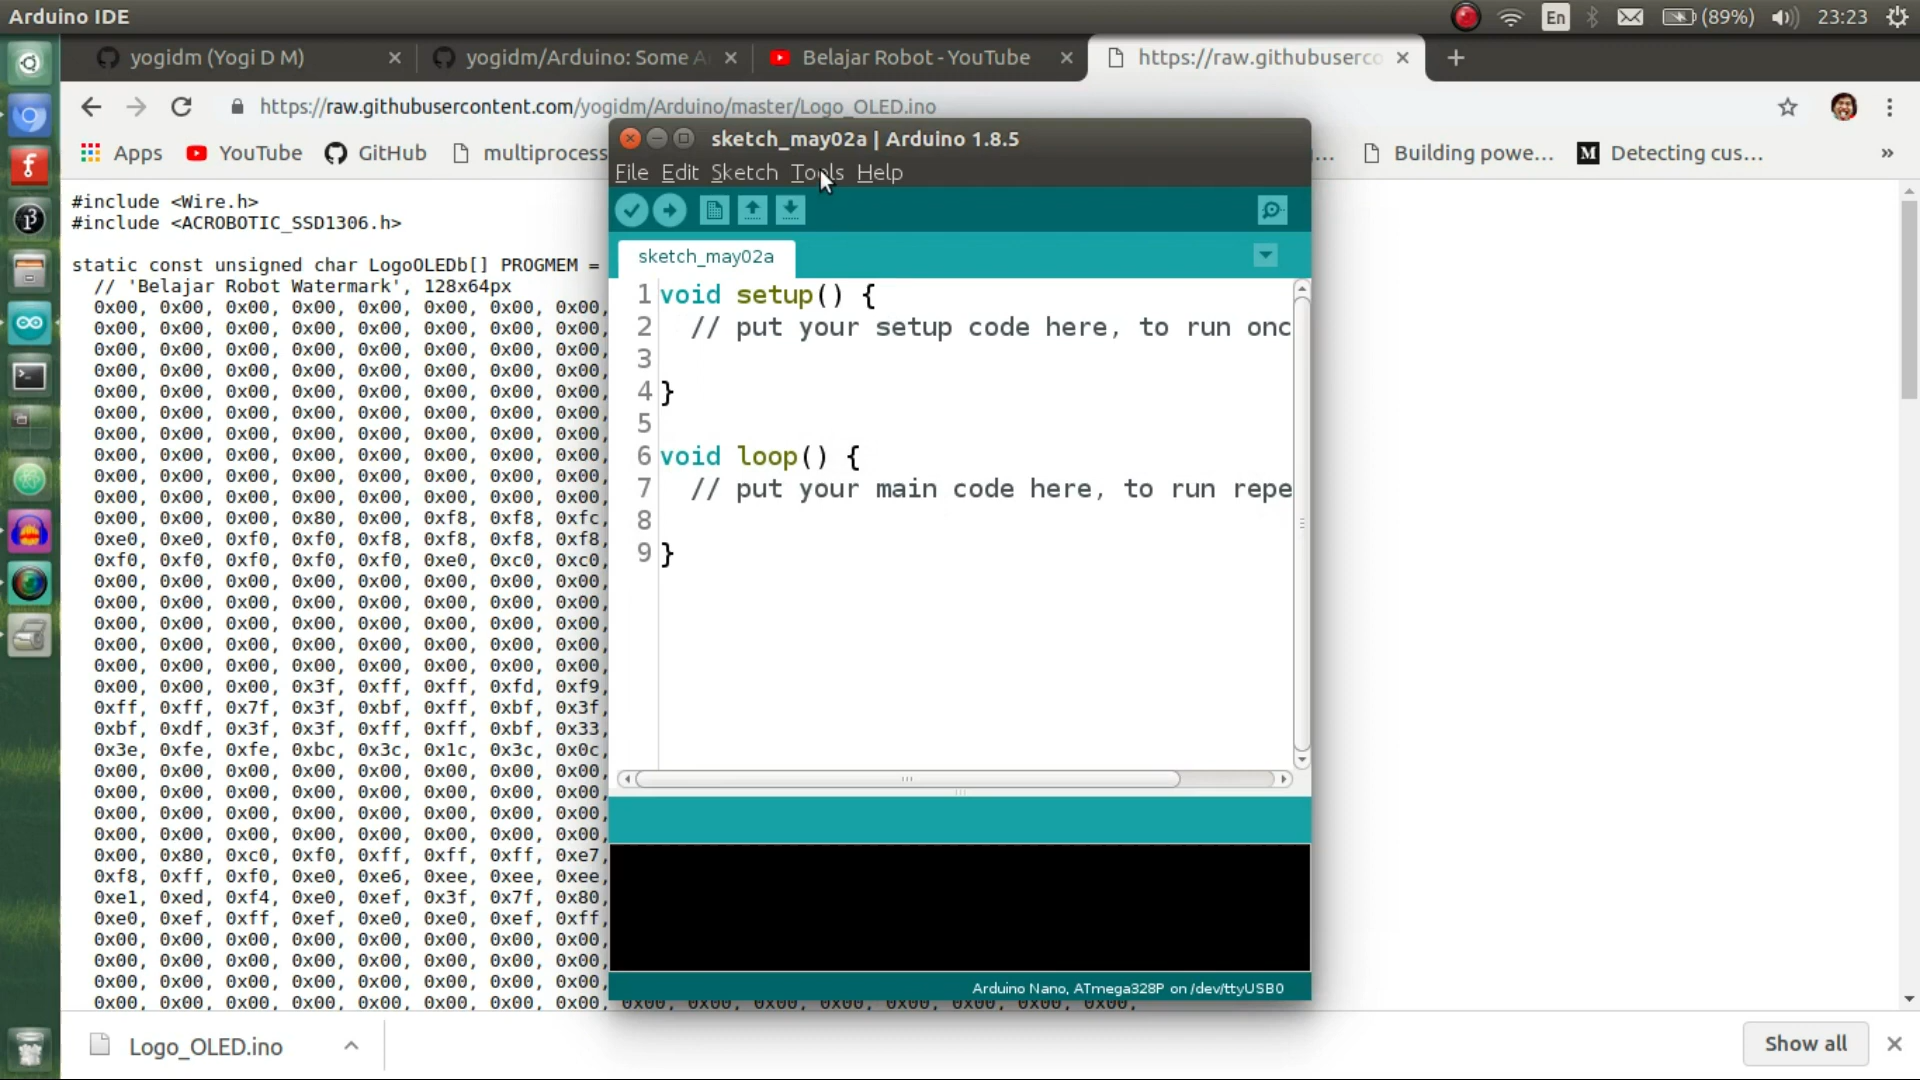 Arduino IDE
En
(89%)
23:23
yogidm (Yogi D M)
yogidm/Arduino: Some A
Belajar Robot - YouTube
https://raw.githubuserco
https://raw.githubusercontent.com/yogidm/Arduino/master/Logo_OLED.ino
Apps
YouTube
GitHub
multiprocess
...
Building powe...
Detecting cus...
»
#include <Wire.h>
#include <ACROBOTIC_SSD1306.h>
static const unsigned char LogoOLEDb[] PROGMEM =
// 'Belajar Robot Watermark', 128x64px
0x00, 0x00, 0x00, 0x00, 0x00, 0x00, 0x00, 0x00,
0x00, 0x00, 0x00, 0x00, 0x00, 0x00, 0x00, 0x00,
0x00, 0x00, 0x00, 0x00, 0x00, 0x00, 0x00, 0x00,
0x00, 0x00, 0x00, 0x00, 0x00, 0x00, 0x00, 0x00,
0x00, 0x00, 0x00, 0x00, 0x00, 0x00, 0x00, 0x00,
0x00, 0x00, 0x00, 0x00, 0x00, 0x00, 0x00, 0x00,
0x00, 0x00, 0x00, 0x00, 0x00, 0x00, 0x00, 0x00,
0x00, 0x00, 0x00, 0x00, 0x00, 0x00, 0x00, 0x00,
0x00, 0x00, 0x00, 0x00, 0x00, 0x00, 0x00, 0x00,
0x00, 0x00, 0x00, 0x00, 0x00, 0x00, 0x00, 0x00,
0x00, 0x00, 0x00, 0x80, 0x00, 0xf8, 0xf8, 0xfc,
0xe0, 0xe0, 0xf0, 0xf0, 0xf8, 0xf8, 0xf8, 0xf8,
0xf0, 0xf0, 0xf0, 0xf0, 0xf0, 0xe0, 0xc0, 0xc0,
0x00, 0x00, 0x00, 0x00, 0x00, 0x00, 0x00, 0x00,
0x00, 0x00, 0x00, 0x00, 0x00, 0x00, 0x00, 0x00,
0x00, 0x00, 0x00, 0x00, 0x00, 0x00, 0x00, 0x00,
0x00, 0x00, 0x00, 0x00, 0x00, 0x00, 0x00, 0x00,
0x00, 0x00, 0x00, 0x00, 0x00, 0x00, 0x00, 0x00,
0x00, 0x00, 0x00, 0x3f, 0xff, 0xff, 0xfd, 0xf9,
0xff, 0xff, 0x7f, 0x3f, 0xbf, 0xff, 0xbf, 0x3f,
0xbf, 0xdf, 0x3f, 0x3f, 0xff, 0xff, 0xbf, 0x33,
0x3e, 0xfe, 0xfe, 0xbc, 0x3c, 0x1c, 0x3c, 0x0c,
0x00, 0x00, 0x00, 0x00, 0x00, 0x00, 0x00, 0x00,
0x00, 0x00, 0x00, 0x00, 0x00, 0x00, 0x00, 0x00,
0x00, 0x00, 0x00, 0x00, 0x00, 0x00, 0x00, 0x00,
0x00, 0x00, 0x00, 0x00, 0x00, 0x00, 0x00, 0x00,
0x00, 0x80, 0xc0, 0xf0, 0xff, 0xff, 0xff, 0xe7,
0xf8, 0xff, 0xf0, 0xe0, 0xe6, 0xee, 0xee, 0xee,
0xe1, 0xed, 0xf4, 0xe0, 0xef, 0x3f, 0x7f, 0x80,
0xe0, 0xef, 0xff, 0xef, 0xe0, 0xe0, 0xef, 0xff,
0x00, 0x00, 0x00, 0x00, 0x00, 0x00, 0x00, 0x00,
0x00, 0x00, 0x00, 0x00, 0x00, 0x00, 0x00, 0x00,
0x00, 0x00, 0x00, 0x00, 0x00, 0x00, 0x00, 0x00,
0x00, 0x00, 0x00, 0x00, 0x00, 0x00, 0x00, 0x00, 0x00, 0x00, 0x00, 0x00, 0x00, 0x00, 0x00, 0x00,
sketch_may02a | Arduino 1.8.5
File Edit Sketch Tools Help
sketch_may02a
1 void setup() {
2 // put your setup code here, to run onc
3
4 }
5
6 void loop() {
7 // put your main code here, to run repe
8
9 }
Arduino Nano, ATmega328P on /dev/ttyUSB0
Logo_OLED.ino
Show all